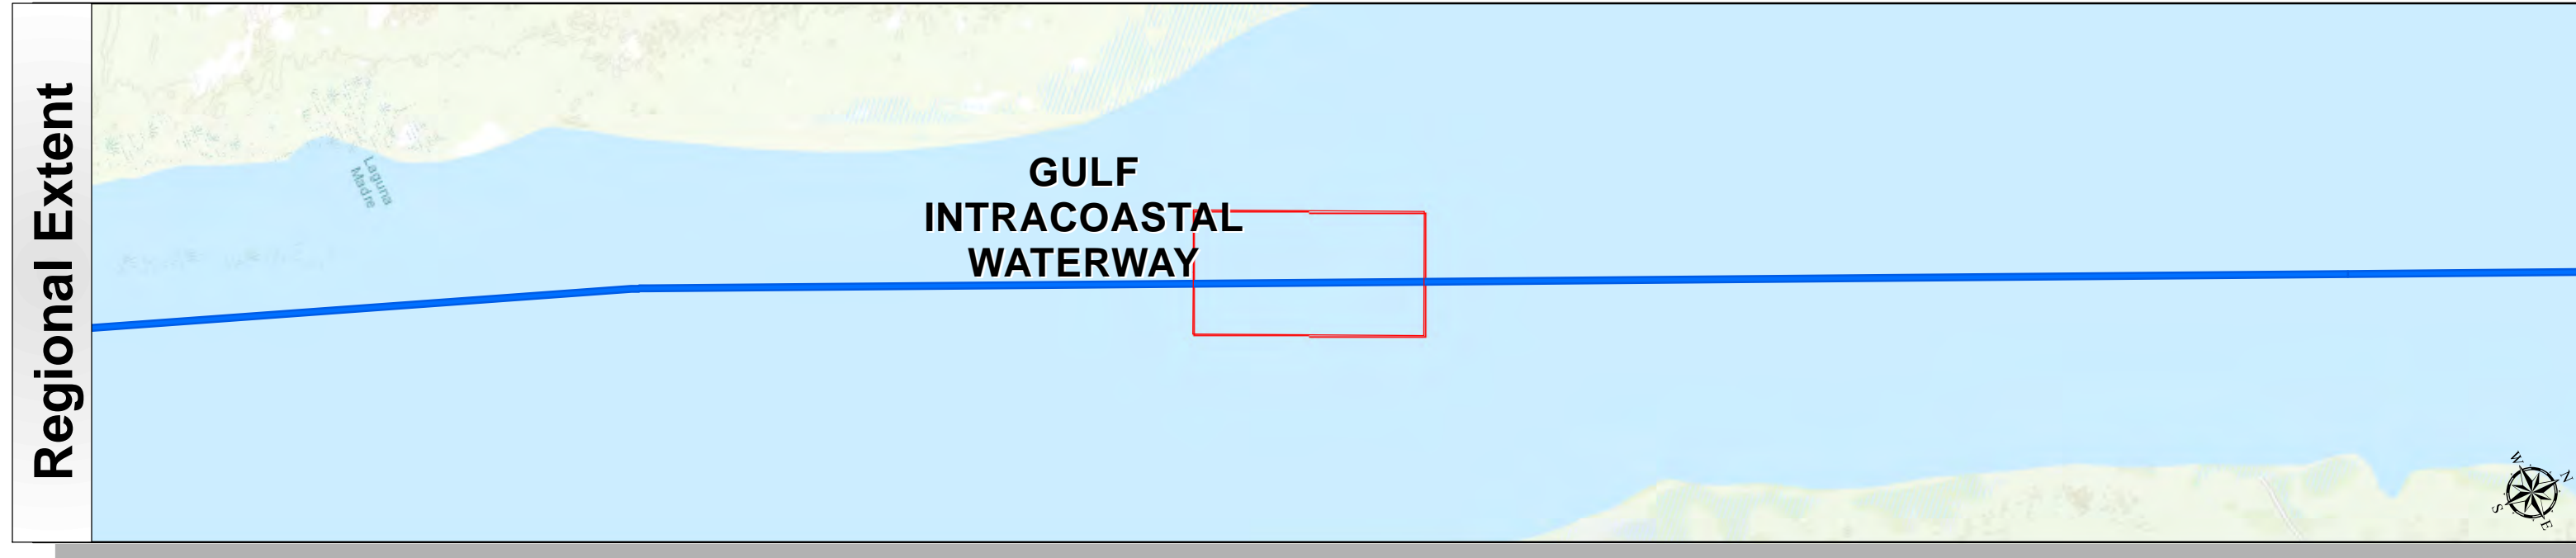 Regional Extent
Laguna
Madre
GULF
INTRACOASTAL
WATERWAY
W
N
S
E